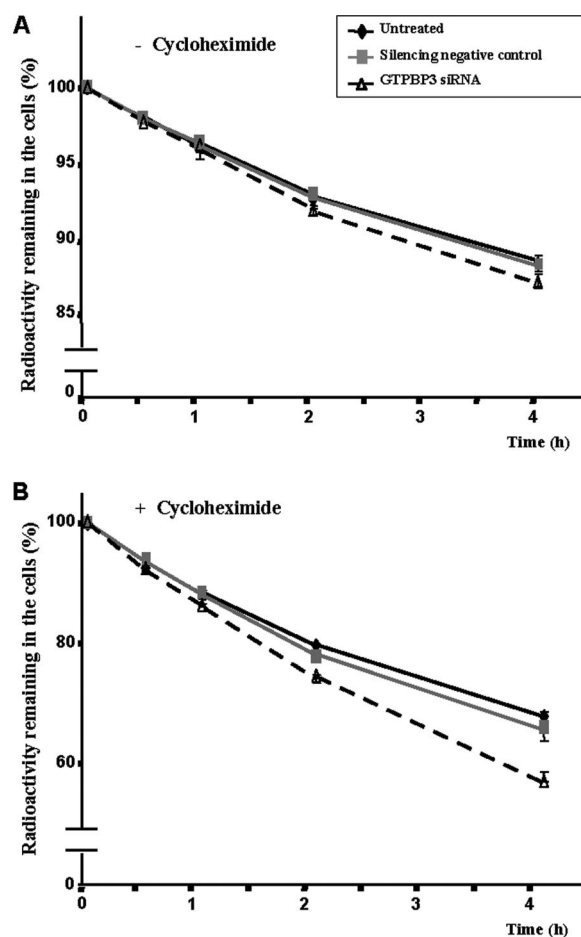 A
- Cycloheximide
Untreated
Silencing negative control
GTPBP3 siRNA
Radioactivity remaining in the cells (%)
100
95
90
85
0
0 1 2 3 4
Time (h)
B
+ Cycloheximide
Radioactivity remaining in the cells (%)
100
80
60
0
0 1 2 3 4
Time (h)